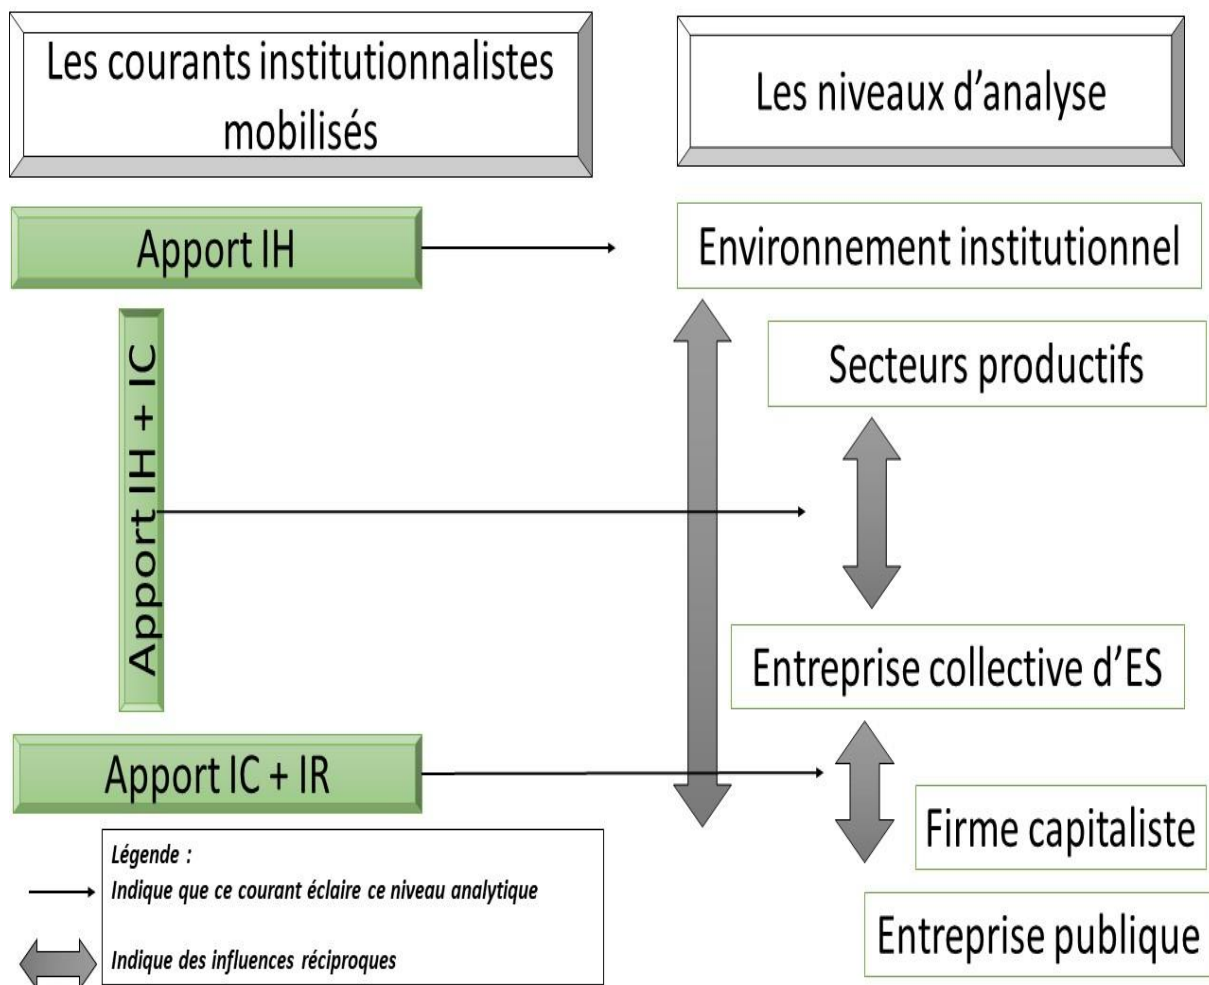 Les courants institutionnalistes
mobilisés
Les niveaux d'analyse
Apport IH
Environnement institutionnel
Secteurs productifs
Apport IH + IC
Entreprise collective d'ES
Apport IC + IR
Firme capitaliste
Entreprise publique
Légende :
Indique que ce courant éclaire ce niveau analytique
Indique des influences réciproques